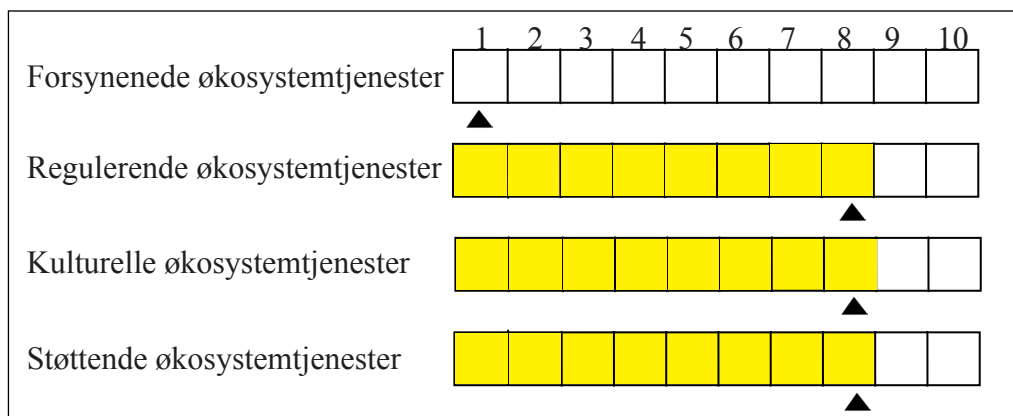 1 2 3 4 5 6 7 8 9 10
Forsynenede økosystemtjenester
Regulerende økosystemtjenester
Kulturelle økosystemtjenester
Støttende økosystemtjenester